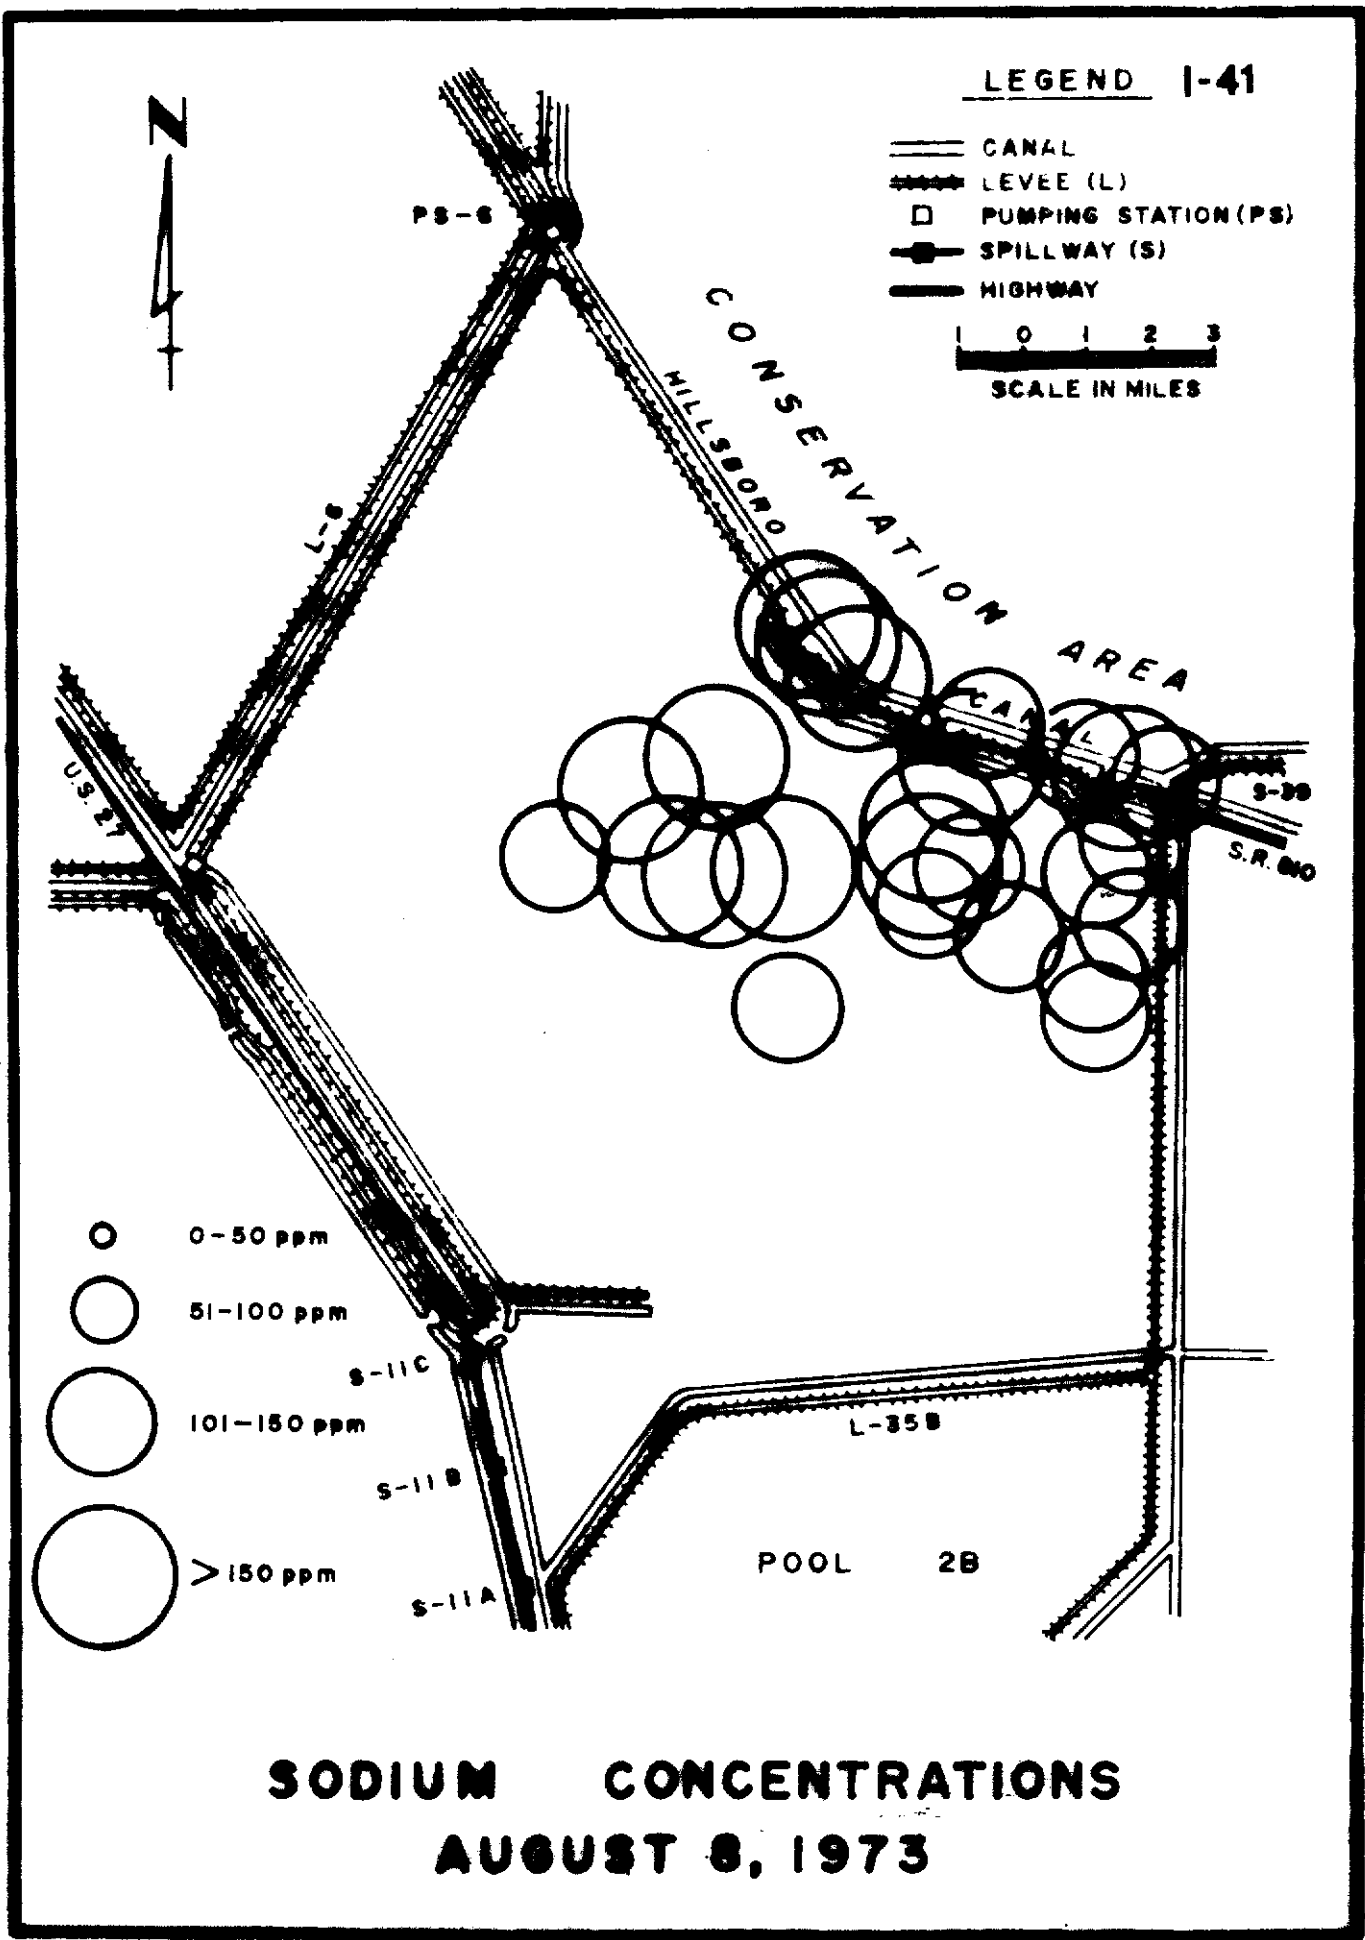 LEGEND I-41
N
CANAL
LEVEE (L)
PUMPING STATION (PS)
SPILLWAY (S)
HIGHWAY
1 0 1 2 3
SCALE IN MILES
PS-6
CONSERVATION AREA
HILLSBORO CANAL
L-6
U.S. 27
S-39
S.R. 810
0-50 ppm
51-100 ppm
101-150 ppm
>150 ppm
S-11C
S-11B
S-11A
L-35B
POOL 2B
SODIUM CONCENTRATIONS
AUGUST 8, 1973